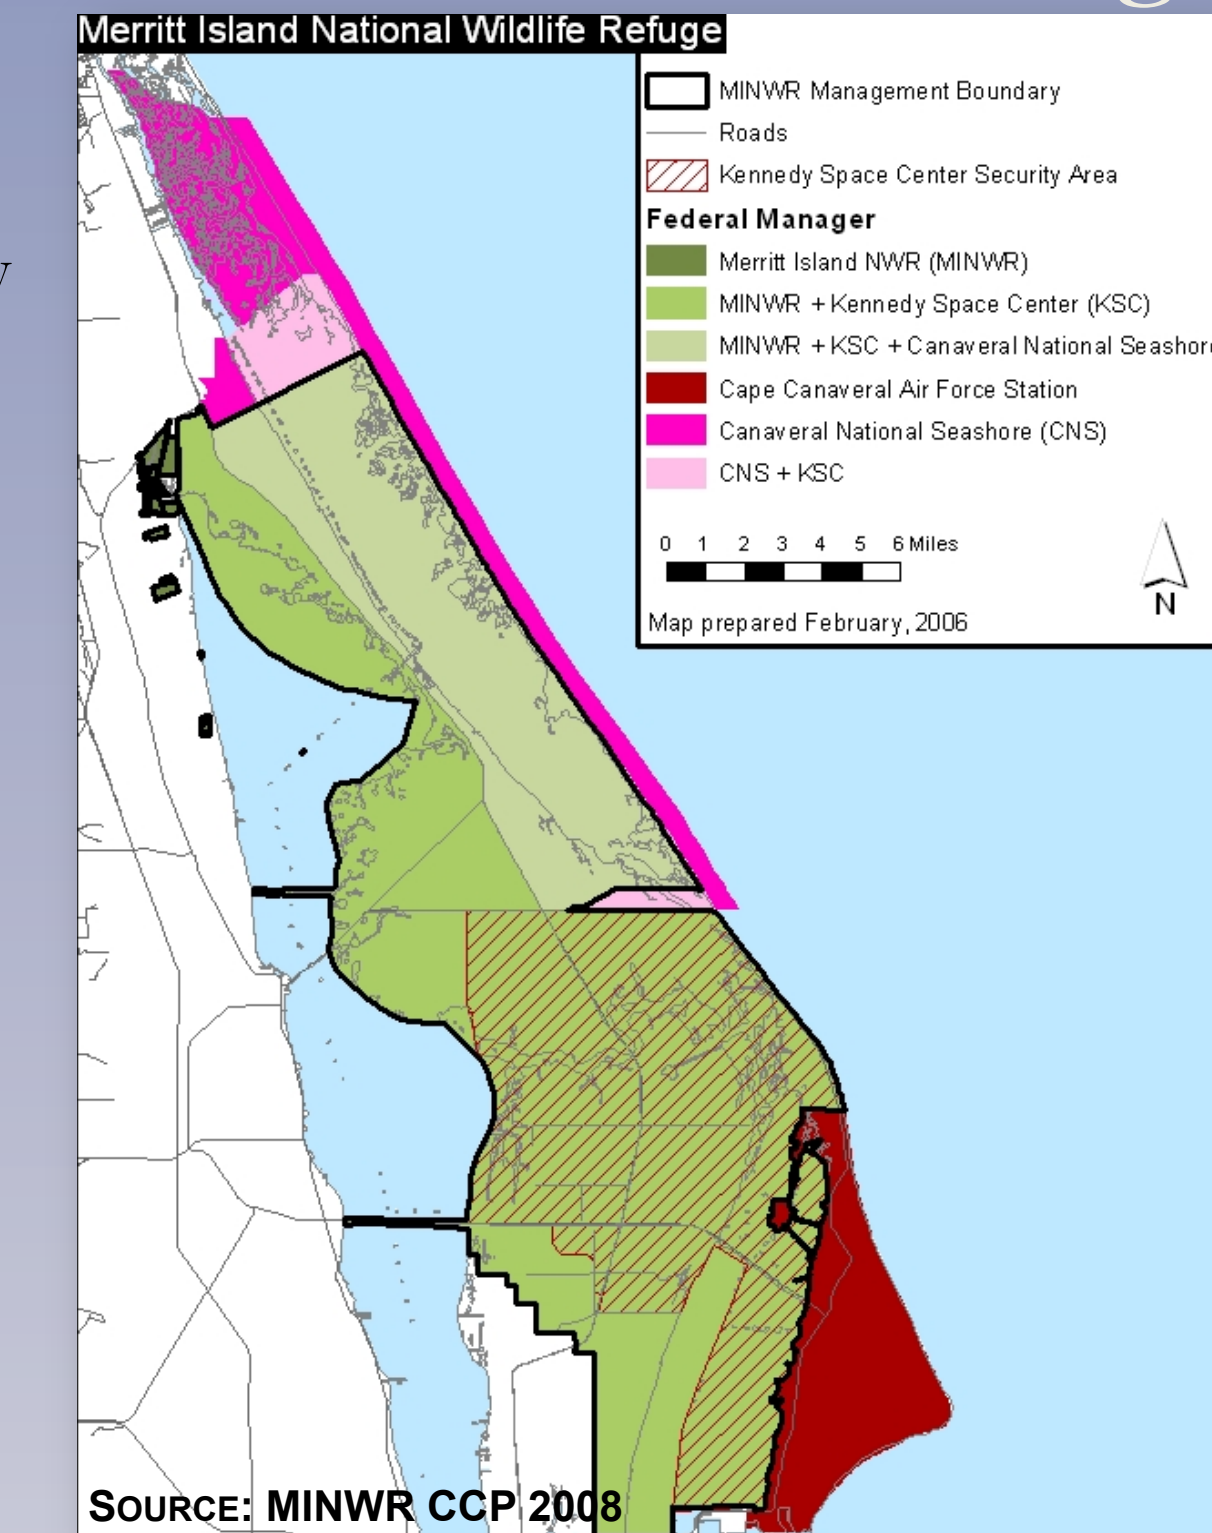 Merritt Island National Wildlife Refuge
MINWR Management Boundary
Roads
Kennedy Space Center Security Area
Federal Manager
Merritt Island NWR (MINWR)
MINWR + Kennedy Space Center (KSC)
MINWR + KSC + Canaveral National Seashore
Cape Canaveral Air Force Station
Canaveral National Seashore (CNS)
CNS + KSC
0 1 2 3 4 5 6 Miles
N
Map prepared February, 2006
SOURCE: MINWR CCP 2008